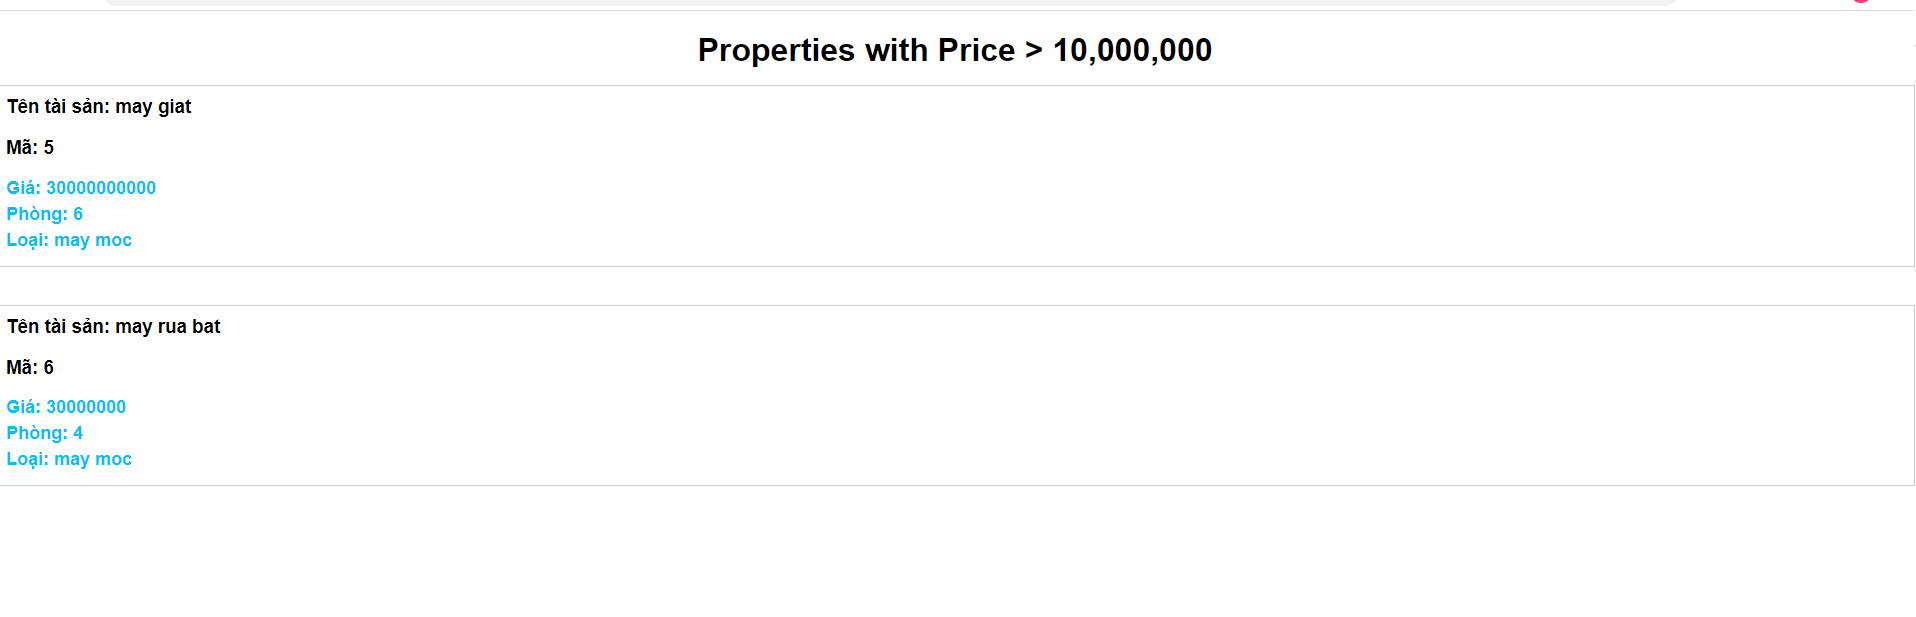 Properties with Price > 10,000,000
Tên tài sản: may giat
Mã: 5
Giá: 30000000000
Phòng: 6
Loại: may moc
Tên tài sản: may rua bat
Mã: 6
Giá: 30000000
Phòng: 4
Loại: may moc